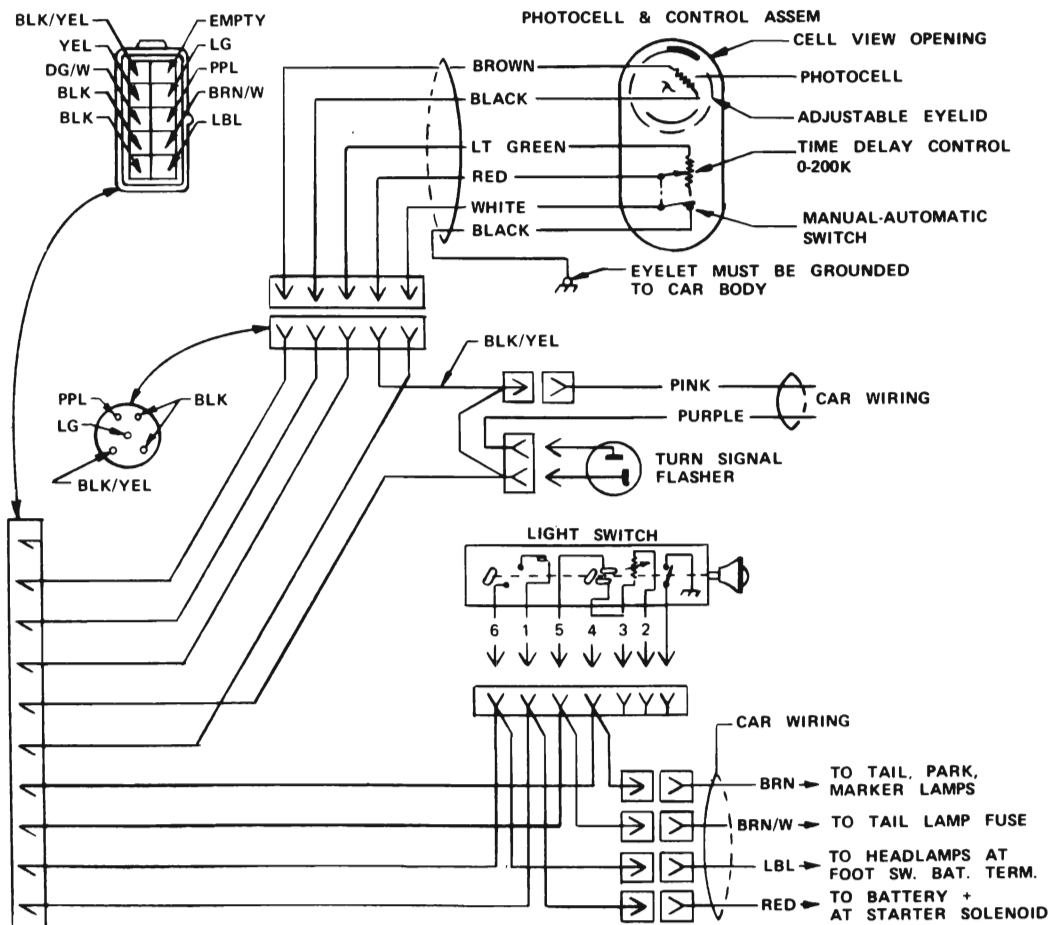 BLK/YEL
YEL
DG/W
BLK
BLK
EMPTY
LG
PPL
BRN/W
LBL
PHOTOCELL & CONTROL ASSEM
CELL VIEW OPENING
PHOTOCELL
ADJUSTABLE EYELID
TIME DELAY CONTROL
0-200K
MANUAL-AUTOMATIC
SWITCH
BROWN
BLACK
LT GREEN
RED
WHITE
BLACK
EYELET MUST BE GROUNDED
TO CAR BODY
BLK/YEL
PINK
PURPLE
CAR WIRING
TURN SIGNAL
FLASHER
PPL
BLK
LG
BLK/YEL
LIGHT SWITCH
6 1 5 4 3 2
CAR WIRING
BRN
TO TAIL, PARK,
MARKER LAMPS
BRN/W
TO TAIL LAMP FUSE
LBL
TO HEADLAMPS AT
FOOT SW. BAT. TERM.
RED
TO BATTERY +
AT STARTER SOLENOID